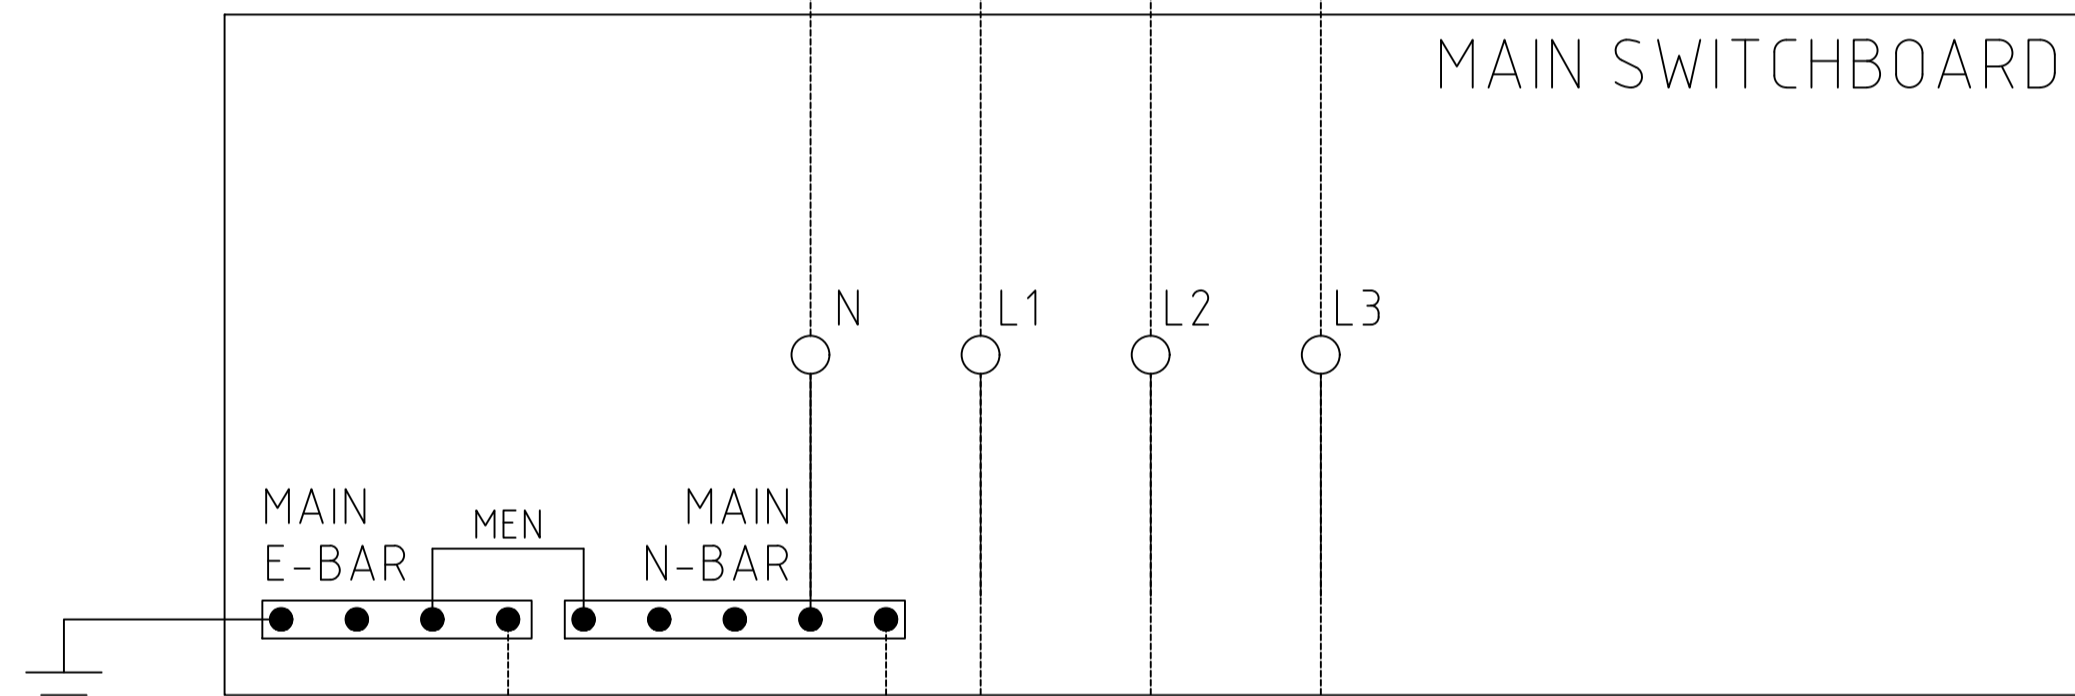 MAIN SWITCHBOARD
N
L1
L2
L3
MAIN
E-BAR
MEN
MAIN
N-BAR